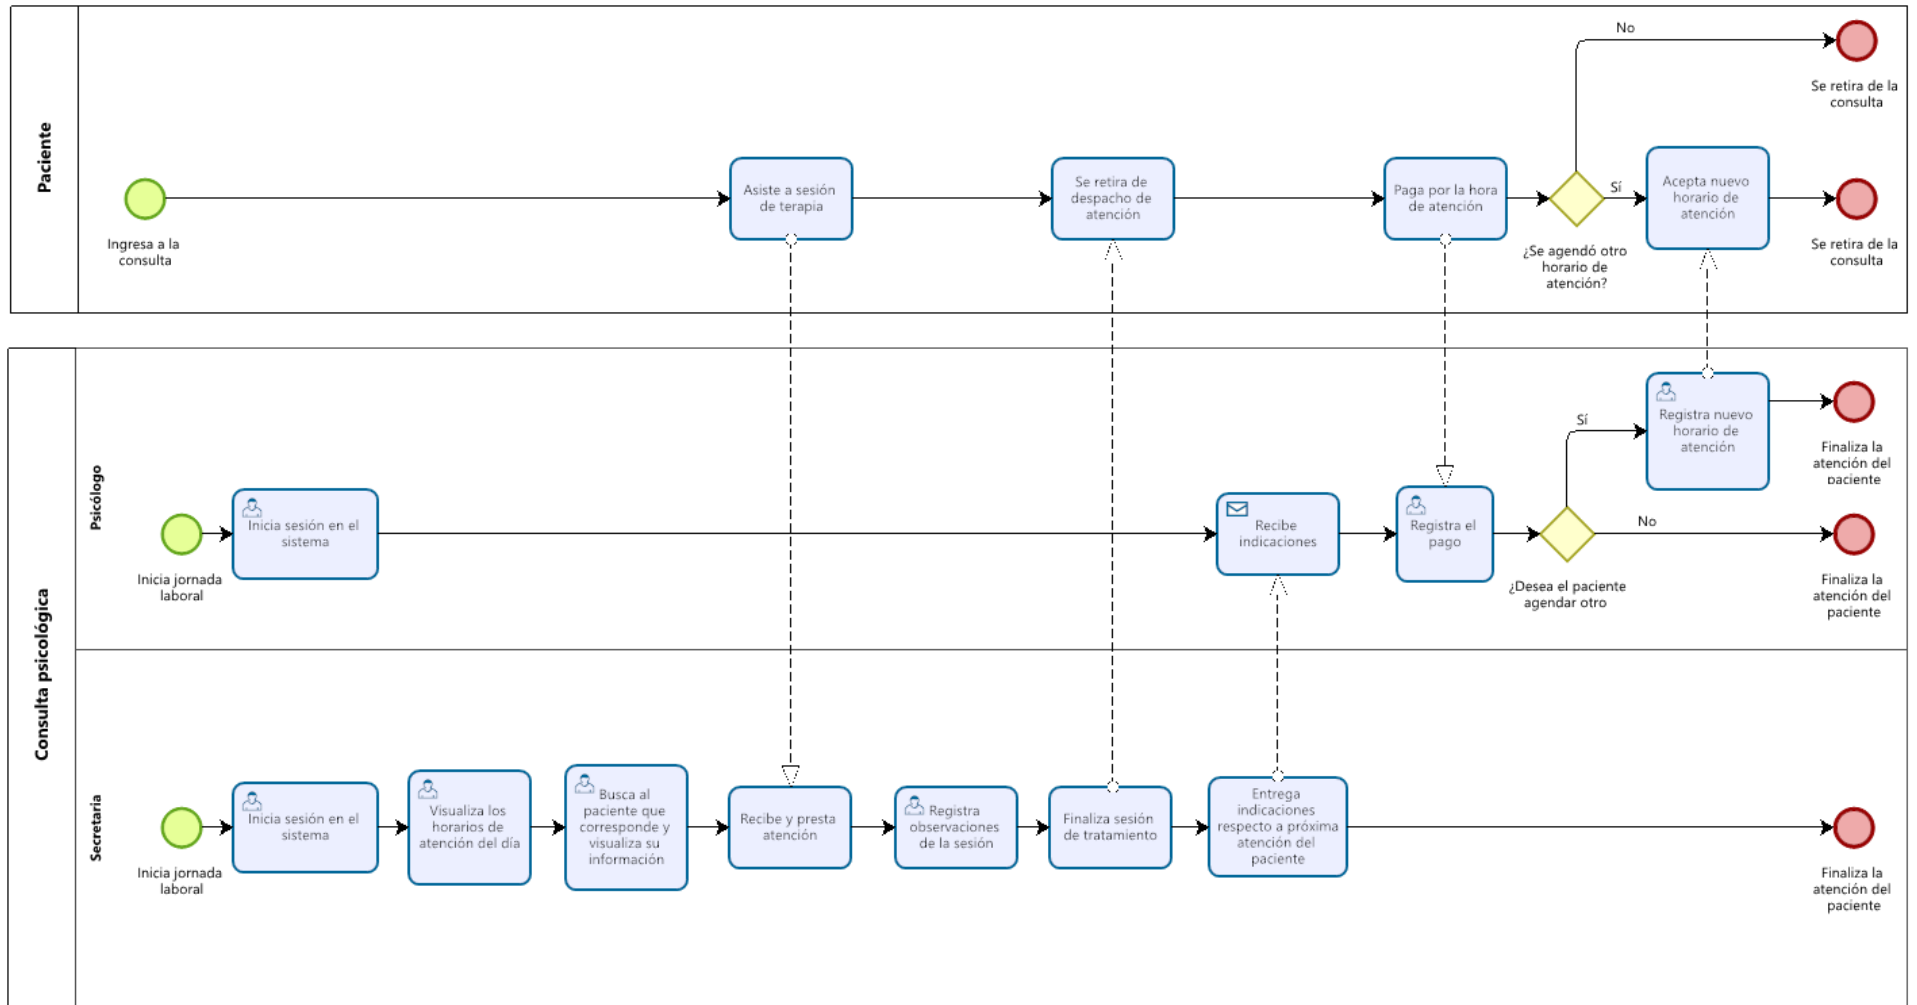 Paciente
Ingresa a la
consulta
Asiste a sesión
de terapia
Se retira de
despacho de
atención
Paga por la hora
de atención
¿Se agendó otro
horario de
atención?
No
Sí
Acepta nuevo
horario de
atención
Se retira de la
consulta
Se retira de la
consulta
Consulta psicológica
Psicólogo
Inicia jornada
laboral
Inicia sesión en el
sistema
Recibe
indicaciones
Registra el
pago
¿Desea el paciente
agendar otro
Sí
No
Registra nuevo
horario de
atención
Finaliza la
atención del
paciente
Finaliza la
atención del
paciente
Secretaria
Inicia jornada
laboral
Inicia sesión en el
sistema
Visualiza los
horarios de
atención del día
Busca al
paciente que
corresponde y
visualiza su
información
Recibe y presta
atención
Registra
observaciones
de la sesión
Finaliza sesión
de tratamiento
Entrega
indicaciones
respecto a próxima
atención del
paciente
Finaliza la
atención del
paciente